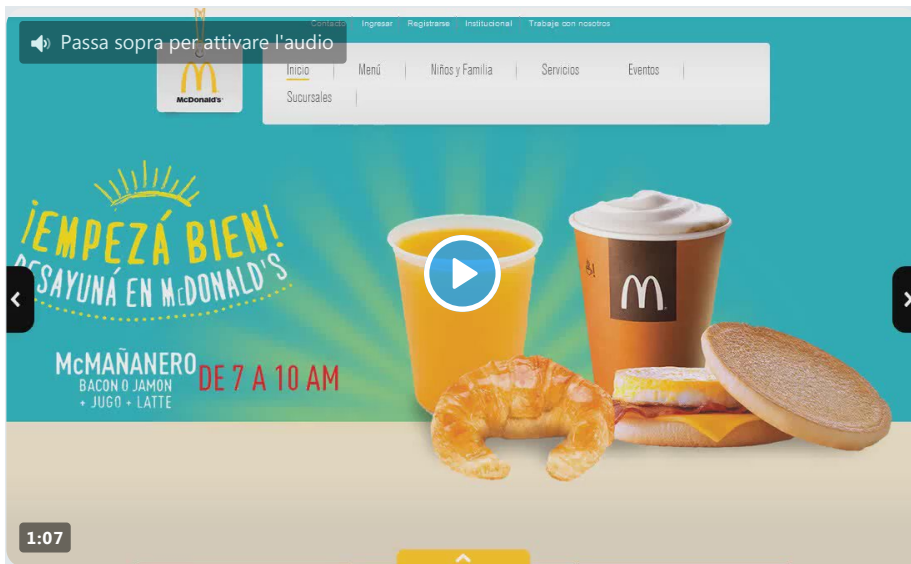 Contacto Ingresar Registrarse Institucional Trabaje con nosotros
Passa sopra per attivare l'audio
McDonald's
Inicio Menú Niños y Familia Servicios Eventos
Sucursales
¡EMPEZÁ BIEN!
DESAYUNÁ EN McDONALD'S
McMAÑANERO
BACON O JAMON
+ JUGO + LATTE
DE 7 A 10 AM
1:07